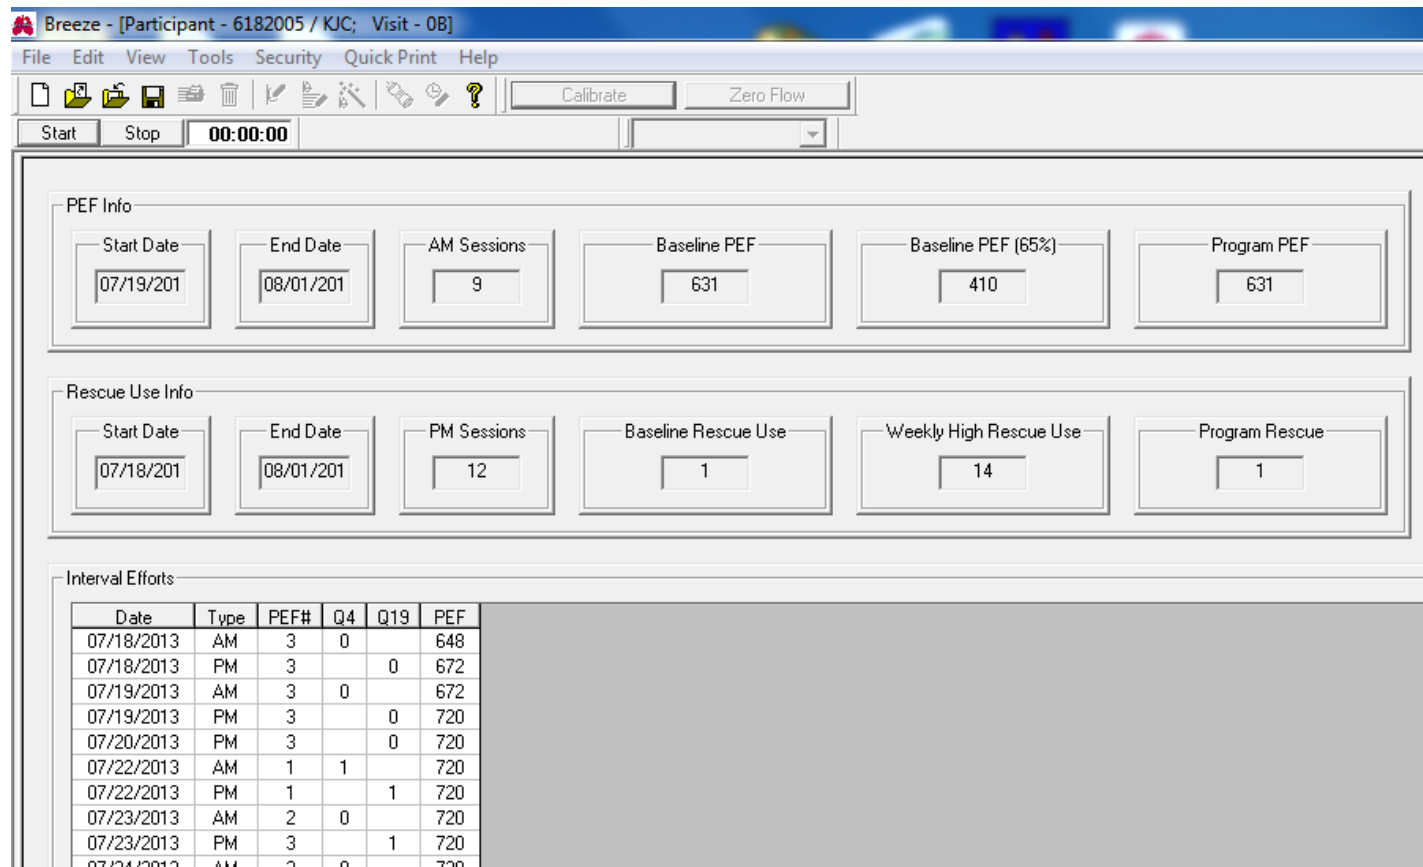 Breeze - [Participant - 6182005 / KJC; Visit - 0B]
File Edit View Tools Security Quick Print Help
Calibrate Zero Flow
Start Stop 00:00:00
PEF Info
Start Date End Date AM Sessions Baseline PEF Baseline PEF (65%) Program PEF
07/19/201 08/01/201 9 631 410 631
Rescue Use Info
Start Date End Date PM Sessions Baseline Rescue Use Weekly High Rescue Use Program Rescue
07/18/201 08/01/201 12 1 14 1
Interval Efforts
Date Type PEF# Q4 Q19 PEF
07/18/2013 AM 3 0 648
07/18/2013 PM 3 0 672
07/19/2013 AM 3 0 672
07/19/2013 PM 3 0 720
07/20/2013 PM 3 0 720
07/22/2013 AM 1 1 720
07/22/2013 PM 1 1 720
07/23/2013 AM 2 0 720
07/23/2013 PM 3 1 720
07/24/2013 AM